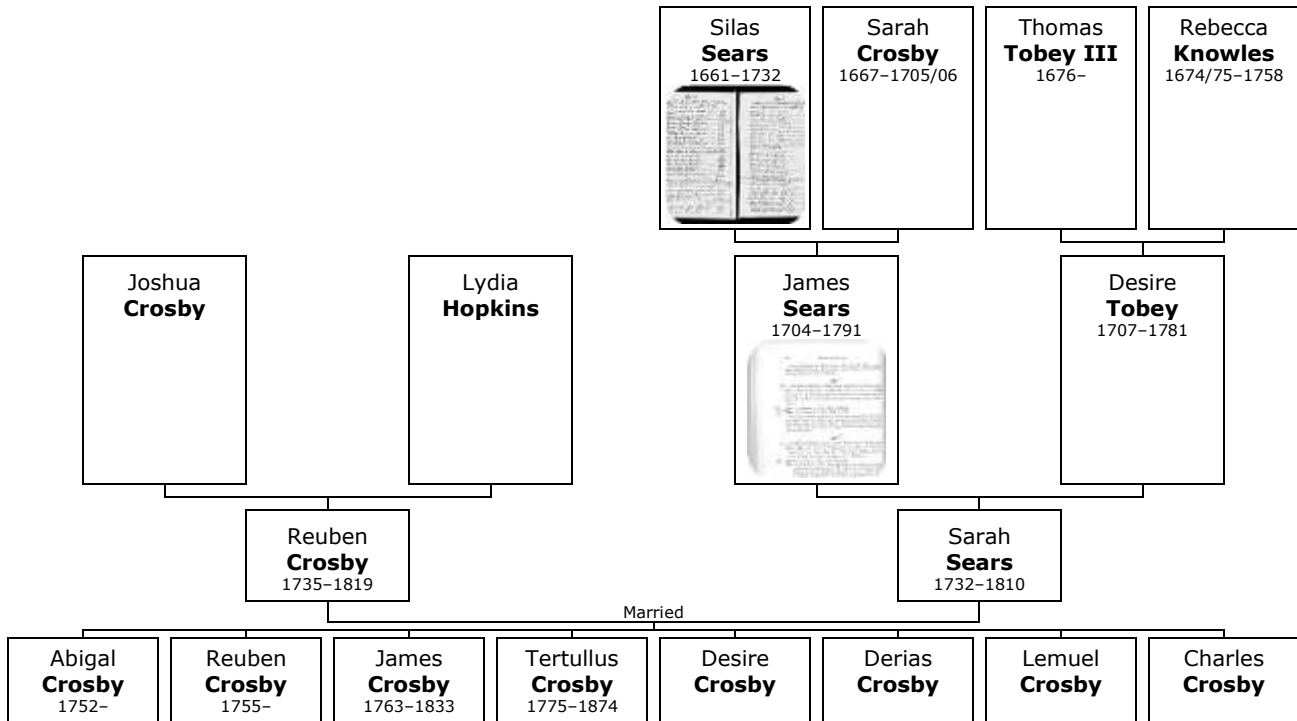 Silas
Sears
1661–1732
Sarah
Crosby
1667–1705/06
Thomas
Tobey III
1676–
Rebecca
Knowles
1674/75–1758
Joshua
Crosby
Lydia
Hopkins
James
Sears
1704–1791
Desire
Tobey
1707–1781
Reuben
Crosby
1735–1819
Sarah
Sears
1732–1810
Married
Abigal
Crosby
1752–
Reuben
Crosby
1755–
James
Crosby
1763–1833
Tertullus
Crosby
1775–1874
Desire
Crosby
Derias
Crosby
Lemuel
Crosby
Charles
Crosby